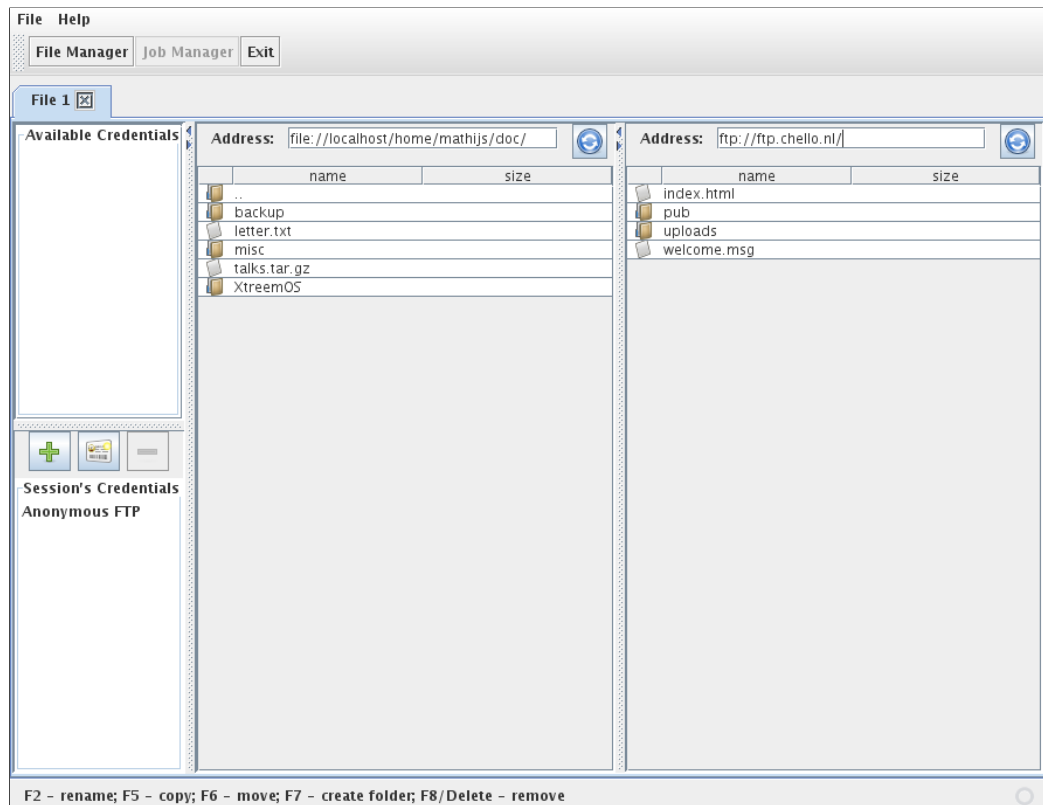 File Help
File Manager Job Manager Exit
File 1
Available Credentials
Session's Credentials
Anonymous FTP
Address: file://localhost/home/mathijs/doc/
name size
..
backup
letter.txt
misc
talks.tar.gz
XtreemOS
Address: ftp://ftp.chello.nl/
name size
index.html
pub
uploads
welcome.msg
F2 - rename; F5 - copy; F6 - move; F7 - create folder; F8/Delete - remove